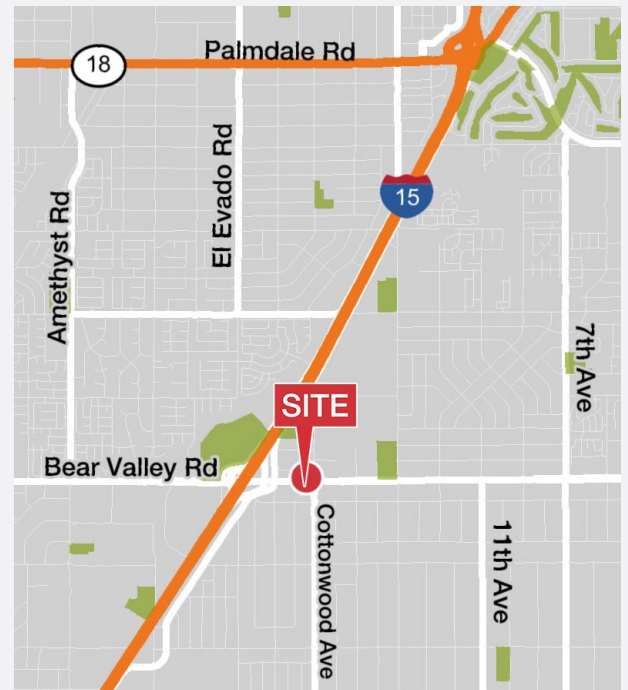 Palmdale Rd
18
El Evado Rd
15
Amethyst Rd
7th Ave
SITE
Bear Valley Rd
Cottonwood Ave
11th Ave